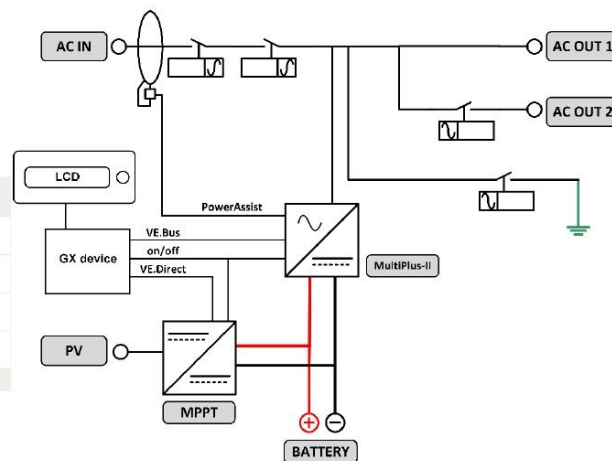 AC IN
AC OUT 1
AC OUT 2
LCD
PowerAssist
VE.Bus
on/off
GX device
VE.Direct
MultiPlus-II
PV
MPPT
BATTERY